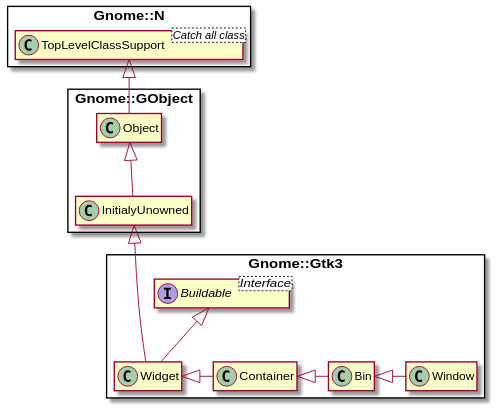 Gnome::N
Catch all class
C TopLevelClassSupport
Gnome::GObject
C Object
C InitialyUnowned
Gnome::Gtk3
Interface
I Buildable
C Widget C Container C Bin C Window